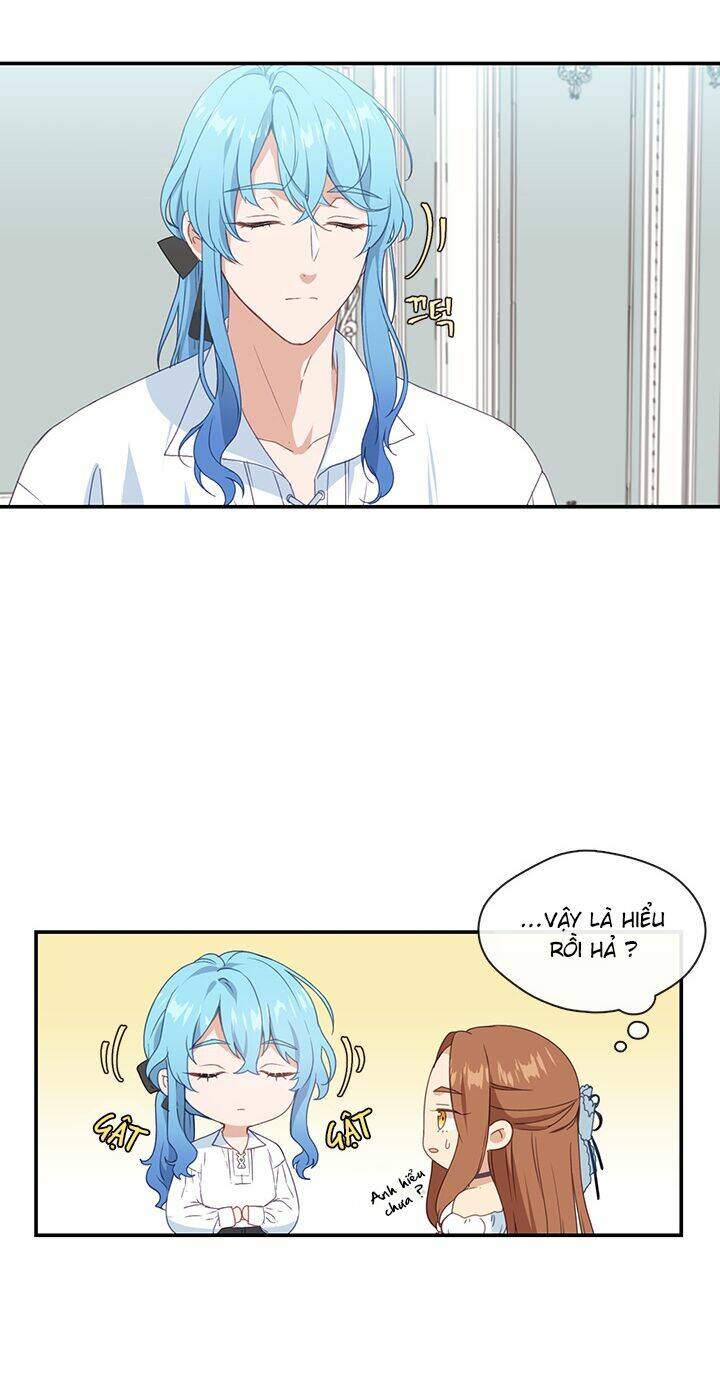 끄덕
...VẬY LÀ HIỂU
RỒI HẢ ?
GẬT
GẬT
Anh hiểu
chưa ?